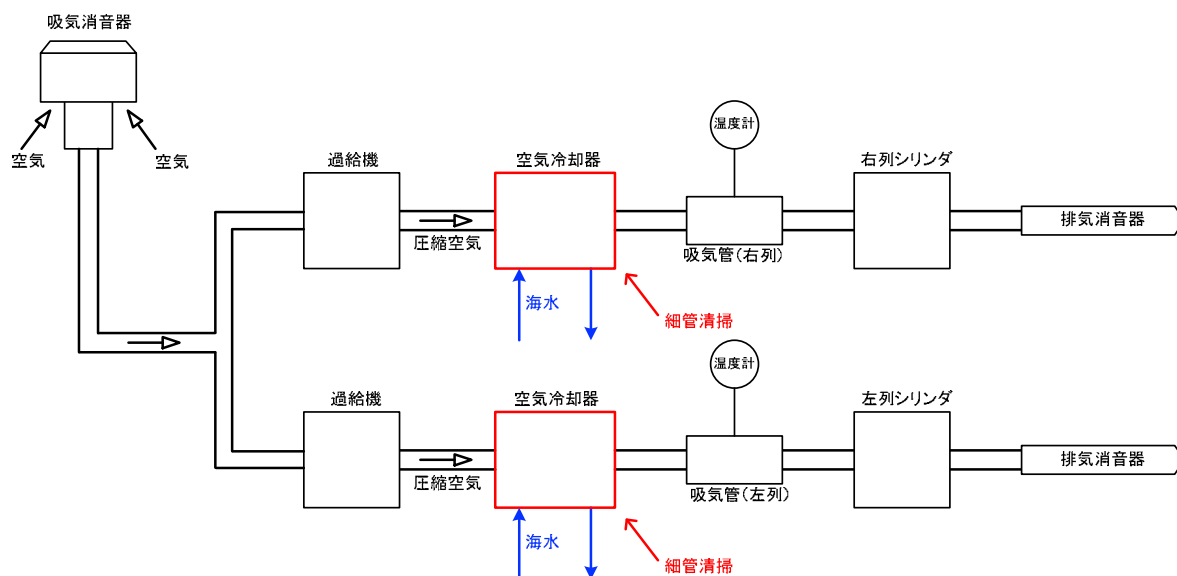 吸気消音器
空気
空気
過給機
圧縮空気
空気冷却器
海水
細管清掃
温度計
吸気管(右列)
右列シリンダ
排気消音器
過給機
圧縮空気
空気冷却器
海水
細管清掃
温度計
吸気管(左列)
左列シリンダ
排気消音器